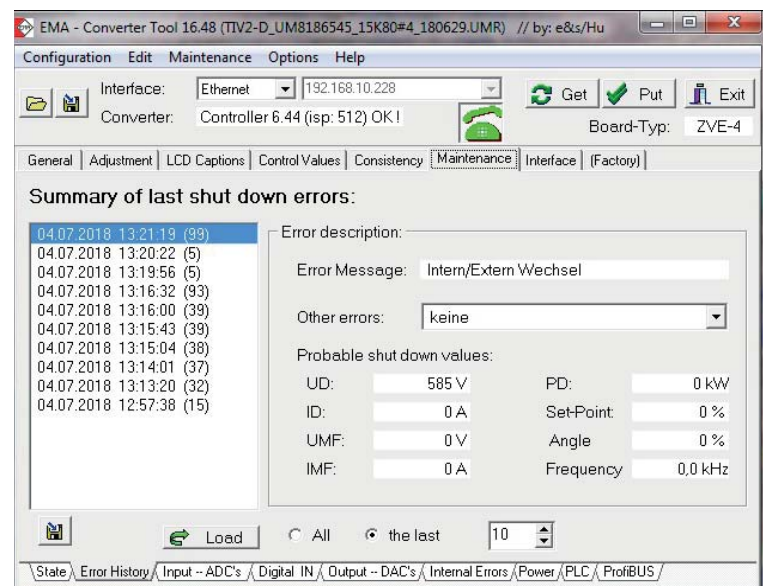 EMA - Converter Tool 16.48 (TIV2-D_UM8186545_15K80#4_180629.UMR) // by: e&s/Hu
Configuration Edit Maintenance Options Help
Interface: Ethernet 192.168.10.228 Get Put Exit
Converter: Controller 6.44 (isp: 512) OK! Board-Typ: ZVE-4
General Adjustment LCD Captions Control Values Consistency Maintenance Interface (Factory)
Summary of last shut down errors:
04.07.2018 13:21:19 (99)
04.07.2018 13:20:22 (5)
04.07.2018 13:19:56 (5)
04.07.2018 13:16:32 (93)
04.07.2018 13:16:00 (39)
04.07.2018 13:15:43 (39)
04.07.2018 13:15:04 (38)
04.07.2018 13:14:01 (37)
04.07.2018 13:13:20 (32)
04.07.2018 12:57:38 (15)
Error description:
Error Message: Intern/Extern Wechsel
Other errors: keine
Probable shut down values:
UD: 585 V PD: 0 kW
ID: 0 A Set-Point: 0 %
UMF: 0 V Angle 0 %
IMF: 0 A Frequency 0,0 kHz
Load All the last 10
State Error History Input -- ADC's Digital IN Output -- DAC's Internal Errors Power PLC ProfiBUS